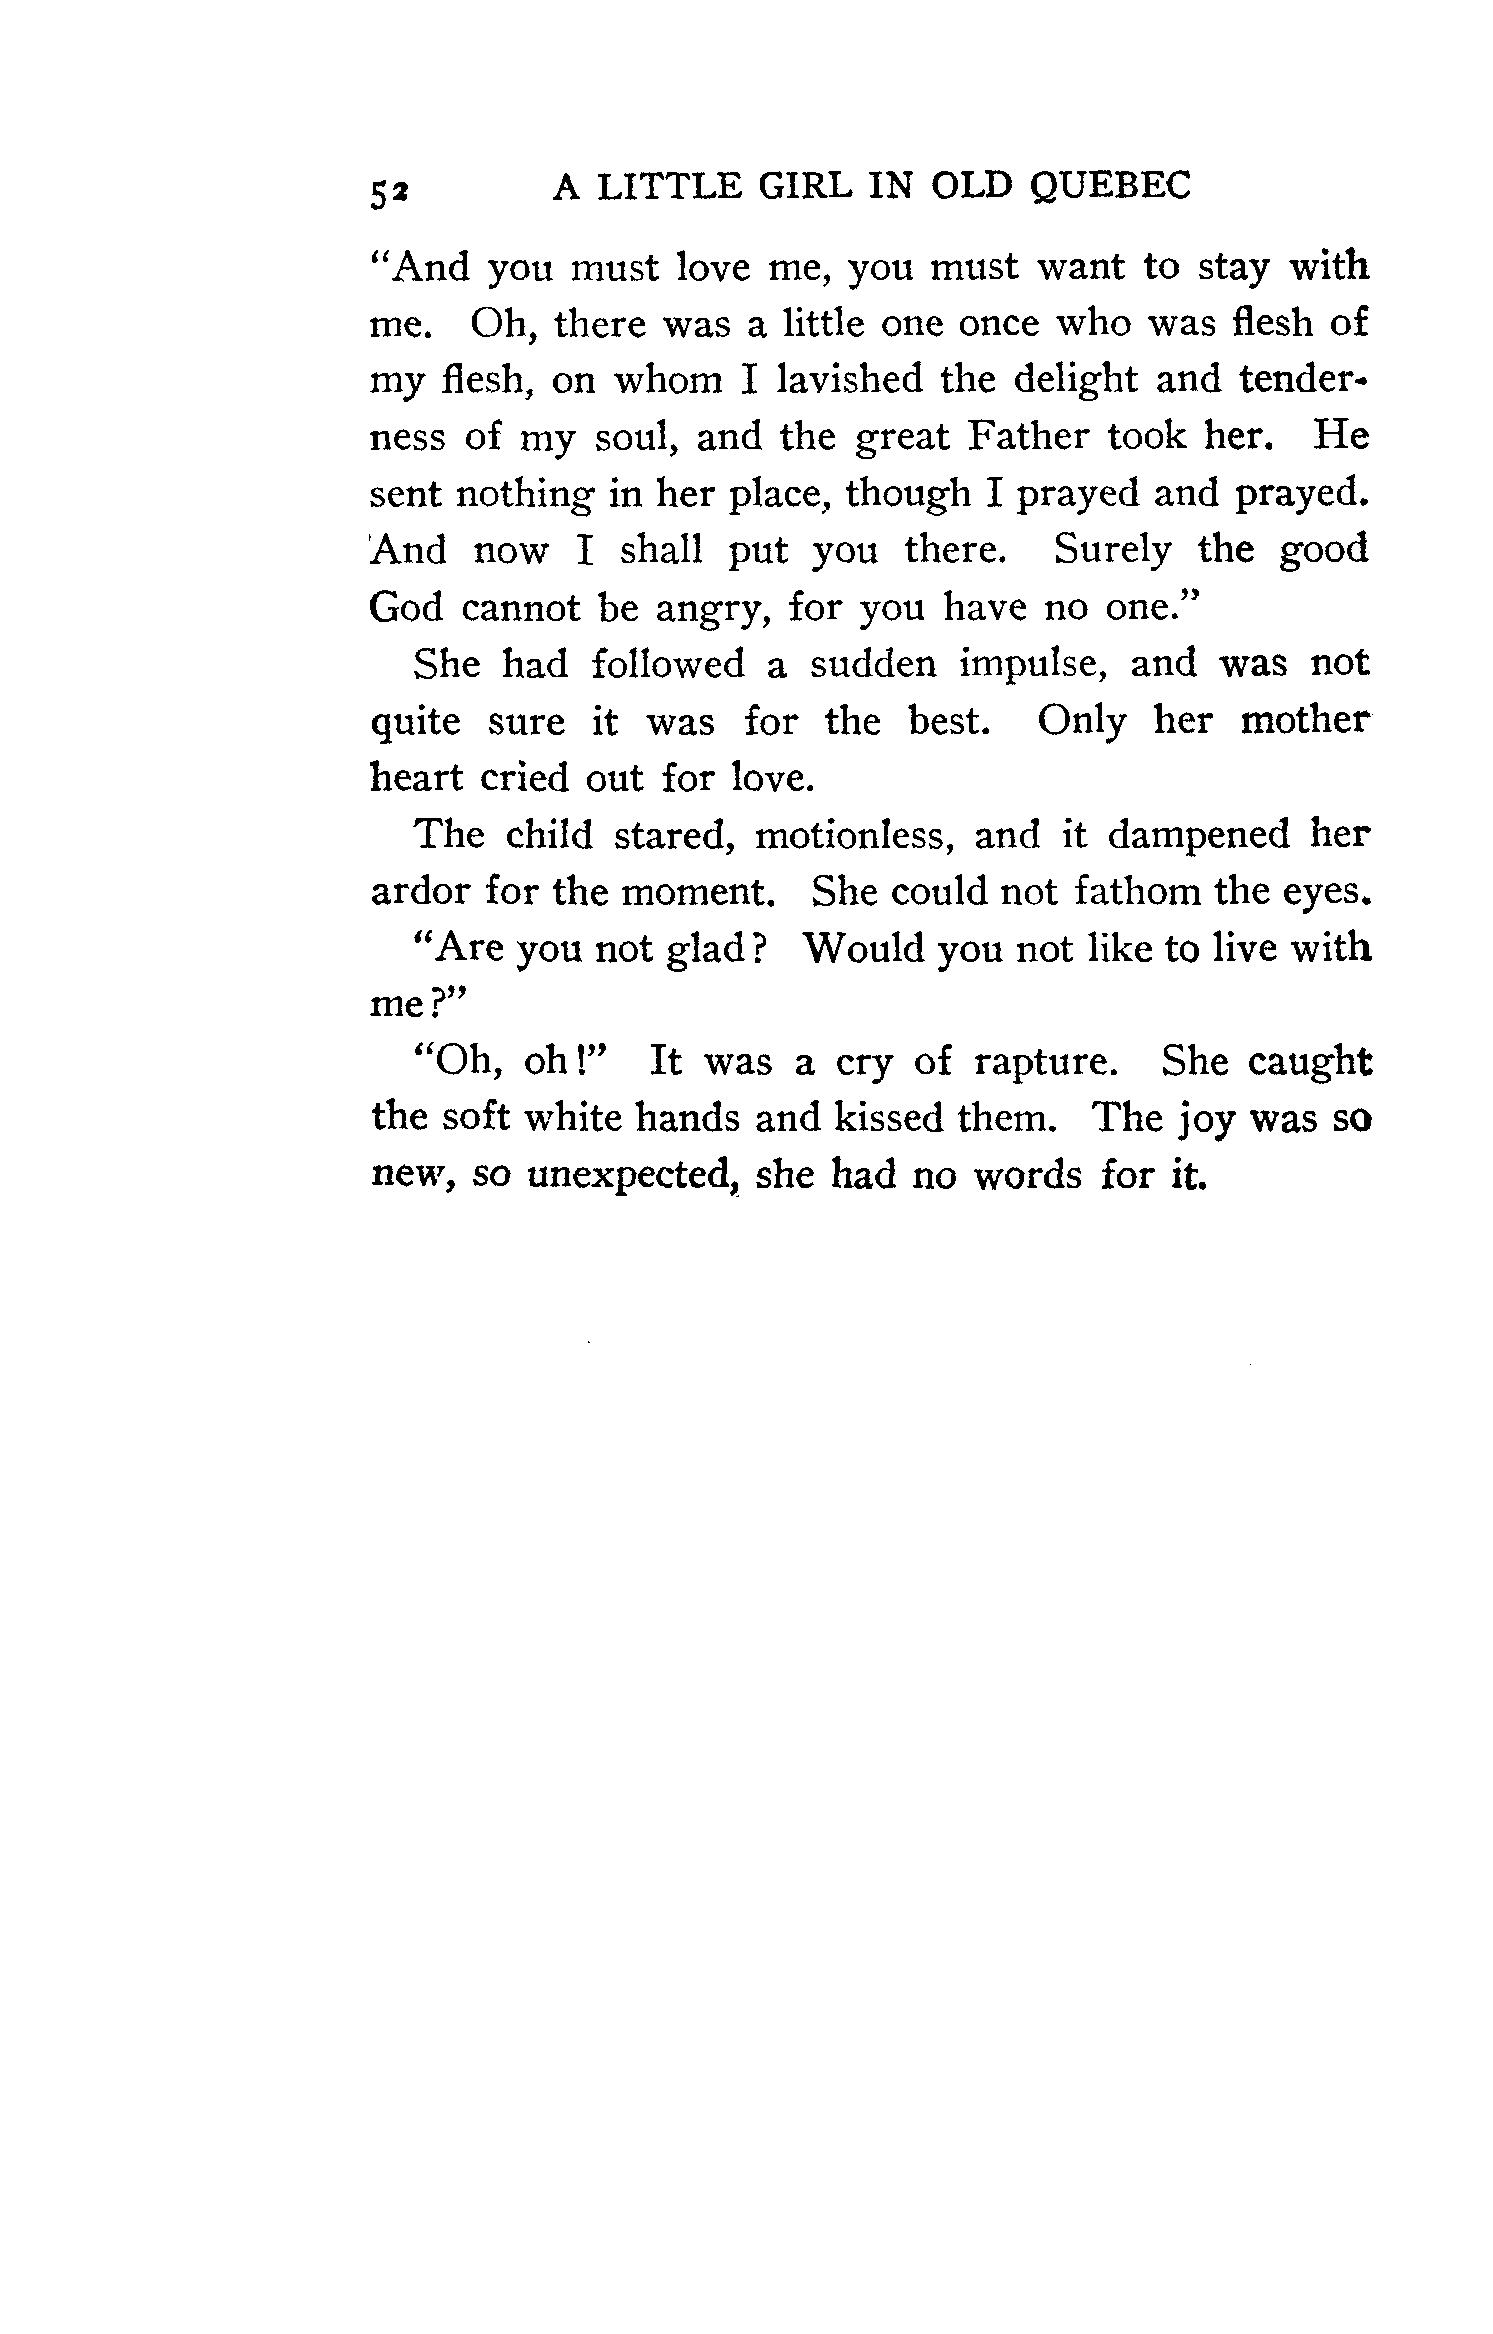 52 A LITTLE GIRL IN OLD QUEBEC
“And you must love me, you must want to stay with
me. Oh, there was a little one once who was flesh of
my flesh, on whom I lavished the delight and tender-
ness of my soul, and the great Father took her. He
sent nothing in her place, though I prayed and prayed.
And now I shall put you there. Surely the good
God cannot be angry, for you have no one.”
She had followed a sudden impulse, and was not
quite sure it was for the best. Only her mother
heart cried out for love.
The child stared, motionless, and it dampened her
ardor for the moment. She could not fathom the eyes.
“Are you not glad? Would you not like to live with
me?”
“Oh, oh!” It was a cry of rapture. She caught
the soft white hands and kissed them. The joy was so
new, so unexpected, she had no words for it.